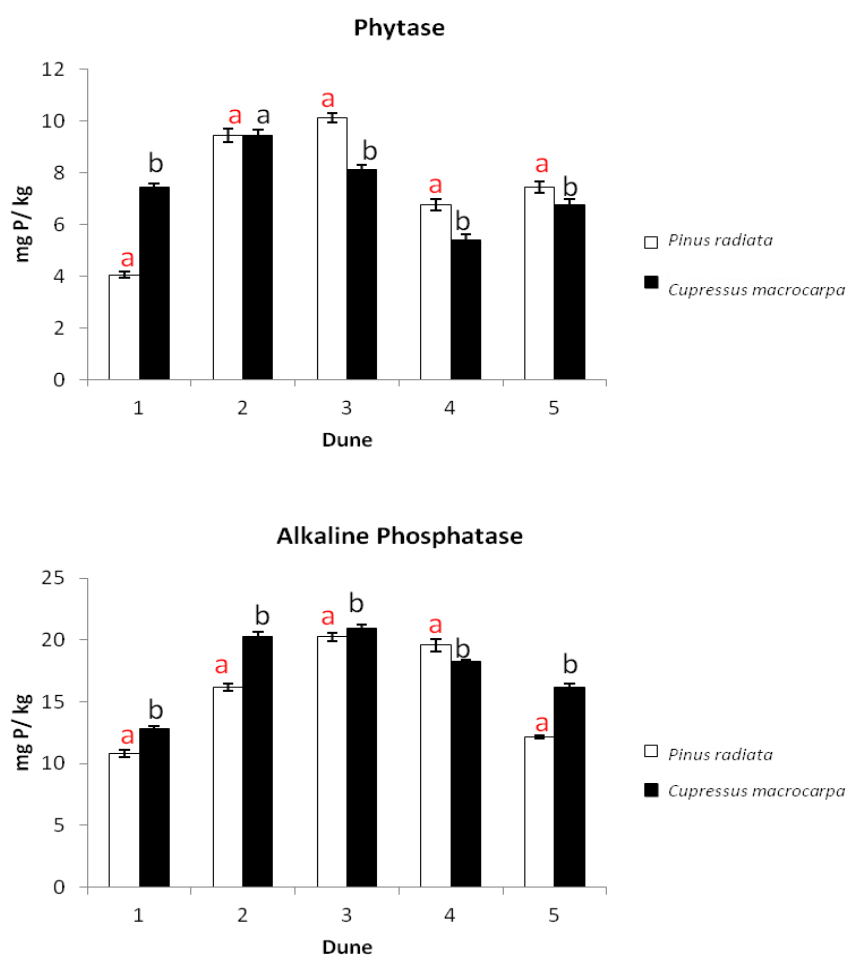 Phytase
12
10
8
6
4
2
0
mg P/ kg
a
b
a a
a
b
a
b
a
b
1 2 3 4 5
Dune
Pinus radiata
Cupressus macrocarpa
Alkaline Phosphatase
25
20
15
10
5
0
mg P/ kg
a
b
a
b
a
b
a
b
a
b
1 2 3 4 5
Dune
Pinus radiata
Cupressus macrocarpa